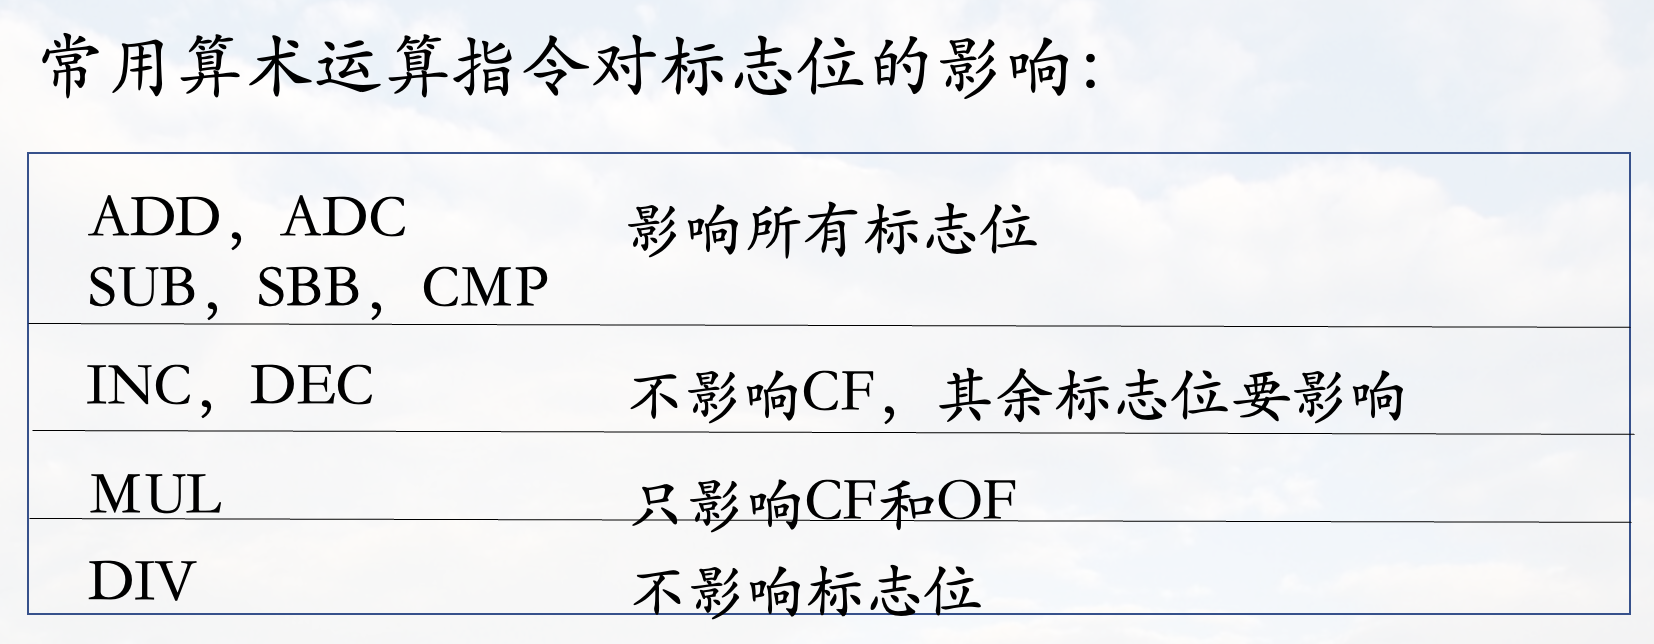 常用算术运算指令对标志位的影响：
ADD，ADC 影响所有标志位
SUB，SBB，CMP
INC，DEC 不影响CF，其余标志位要影响
MUL 只影响CF和OF
DIV 不影响标志位